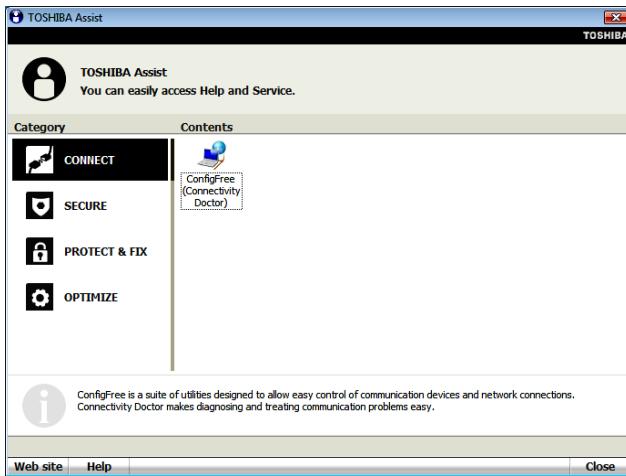 TOSHIBA Assist
TOSHIBA
TOSHIBA Assist
You can easily access Help and Service.
Category
Contents
CONNECT
SECURE
PROTECT & FIX
OPTIMIZE
ConfigFree
(Connectivity
Doctor)
ConfigFree is a suite of utilities designed to allow easy control of communication devices and network connections.
Connectivity Doctor makes diagnosing and treating communication problems easy.
Web site
Help
Close